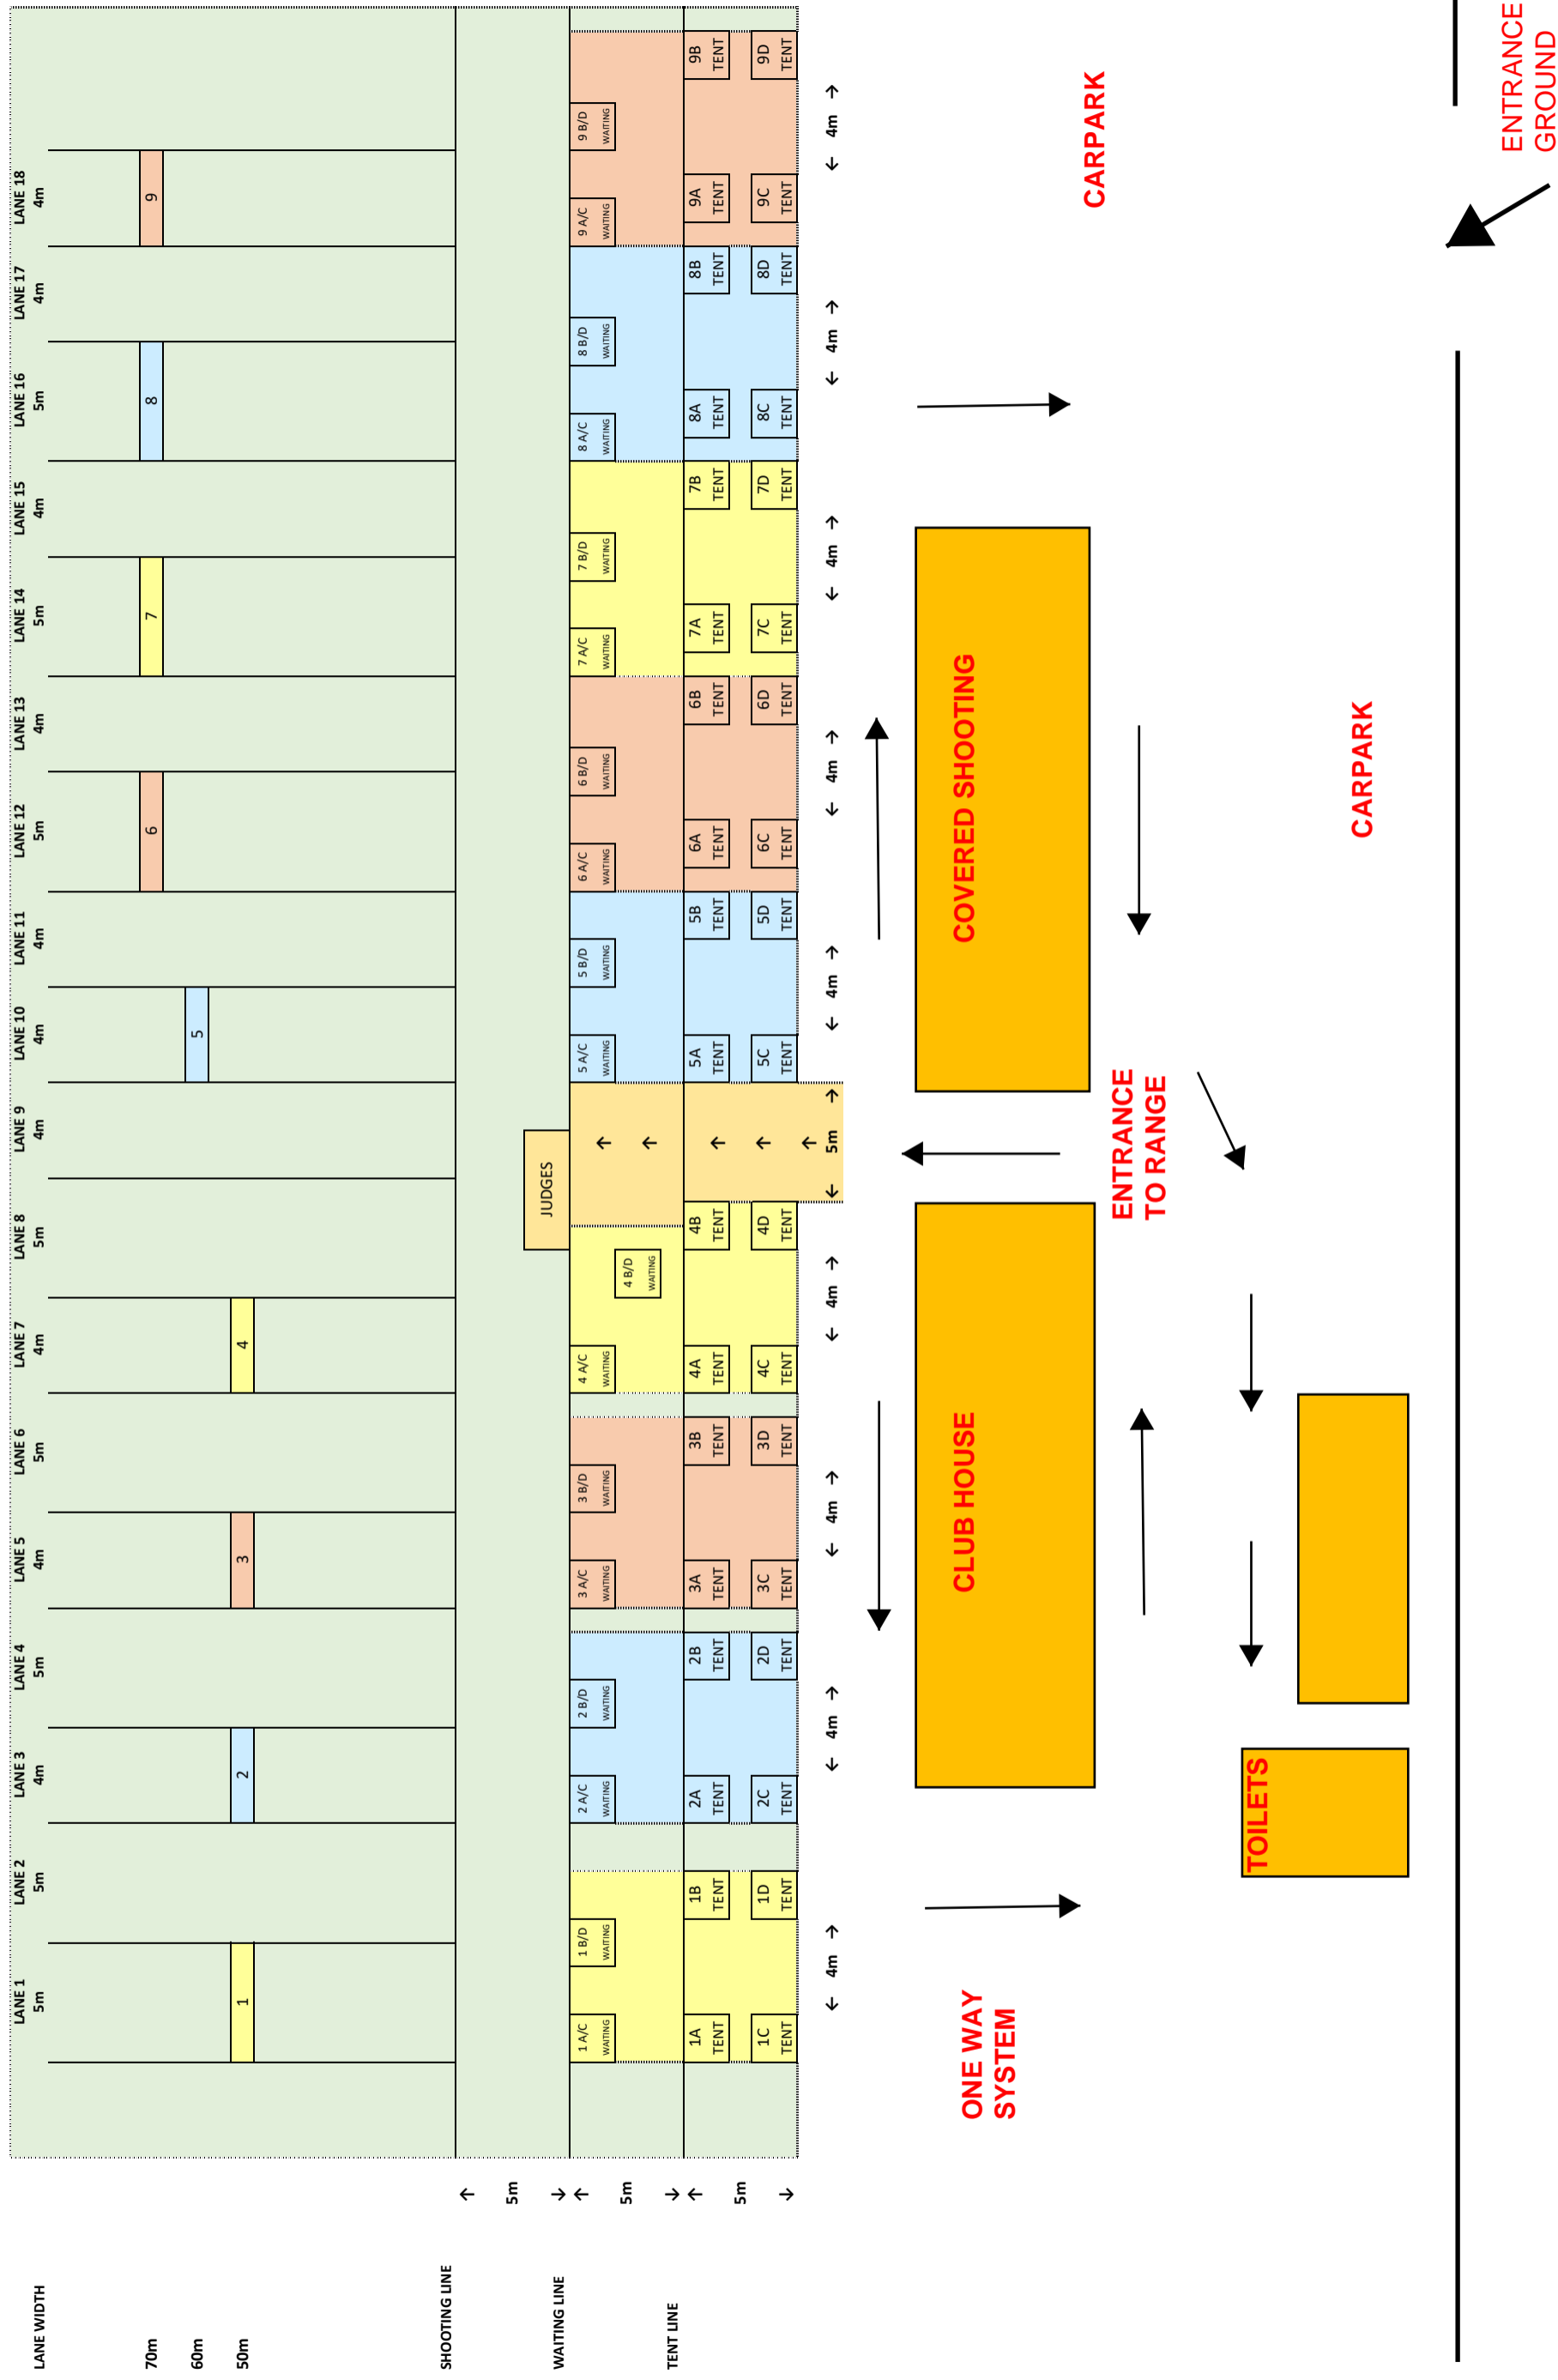 LANE 1 LANE 2 LANE 3 LANE 4 LANE 5 LANE 6 LANE 7 LANE 8 LANE 9 LANE 10 LANE 11 LANE 12 LANE 13 LANE 14 LANE 15 LANE 16 LANE 17 LANE 18
LANE WIDTH 5m 5m 4m 5m 4m 5m 4m 5m 4m 4m 4m 5m 4m 5m 4m 5m 4m 4m
70m 6 7 8 9
60m 5
50m 1 2 3 4
SHOOTING LINE
5m
JUDGES
WAITING LINE
1 A/C 1 B/D 2 A/C 2 B/D 3 A/C 3 B/D 4 A/C 5 A/C 5 B/D 6 A/C 6 B/D 7 A/C 7 B/D 8 A/C 8 B/D 9 A/C 9 B/D
WAITING WAITING WAITING WAITING WAITING WAITING WAITING WAITING WAITING WAITING WAITING WAITING WAITING WAITING WAITING WAITING WAITING
5m 4 B/D
WAITING
TENT LINE
1A 1B 2A 2B 3A 3B 4A 4B 5A 5B 6A 6B 7A 7B 8A 8B 9A 9B
TENT TENT TENT TENT TENT TENT TENT TENT TENT TENT TENT TENT TENT TENT TENT TENT TENT TENT
5m
1C 1D 2C 2D 3C 3D 4C 4D 5C 5D 6C 6D 7C 7D 8C 8D 9C 9D
TENT TENT TENT TENT TENT TENT TENT TENT TENT TENT TENT TENT TENT TENT TENT TENT TENT TENT
4m 4m 4m 4m 5m 4m 4m 4m 4m 4m
ONE WAY
SYSTEM
CLUB HOUSE
COVERED SHOOTING
CARPARK
ENTRANCE
TO RANGE
TOILETS
CARPARK
ENTRANCE
GROUND